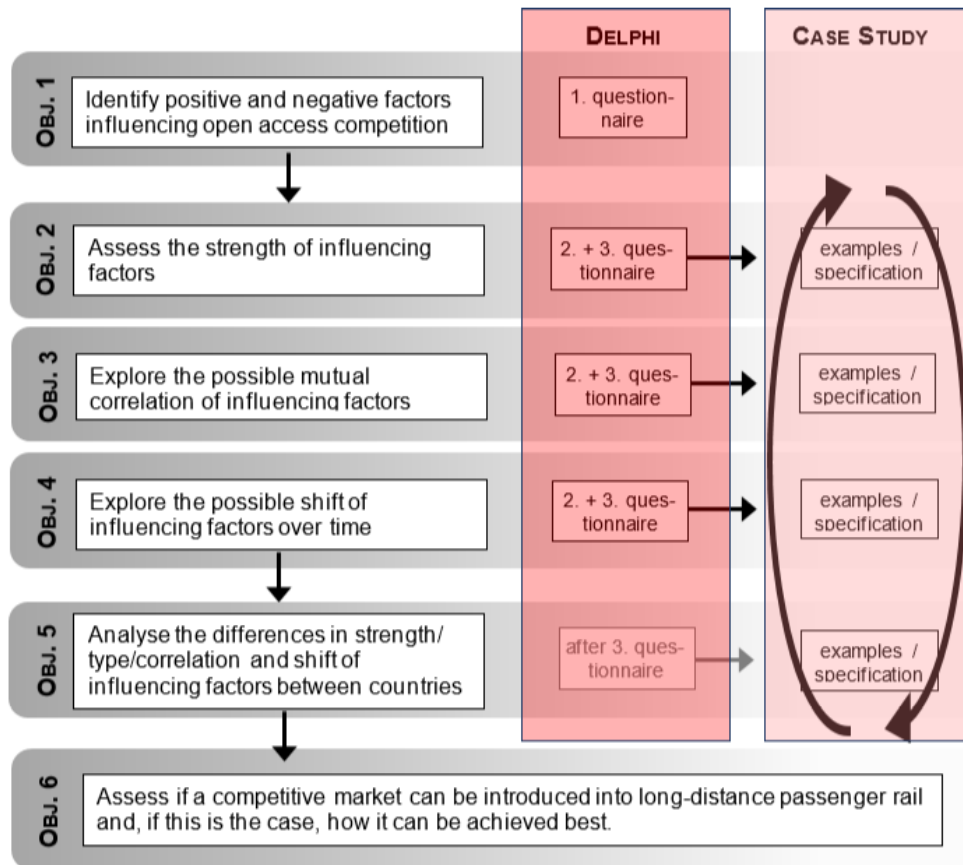 DELPHI
CASE STUDY
OBJ. 1
Identify positive and negative factors
influencing open access competition
1. question-
naire
OBJ. 2
Assess the strength of influencing
factors
2. + 3. ques-
tionnaire
examples /
specification
OBJ. 3
Explore the possible mutual
correlation of influencing factors
2. + 3. ques-
tionnaire
examples /
specification
OBJ. 4
Explore the possible shift of
influencing factors over time
2. + 3. ques-
tionnaire
examples /
specification
OBJ. 5
Analyse the differences in strength/
type/correlation and shift of
influencing factors between countries
after 3. ques-
tionnaire
examples /
specification
OBJ. 6
Assess if a competitive market can be introduced into long-distance passenger rail
and, if this is the case, how it can be achieved best.